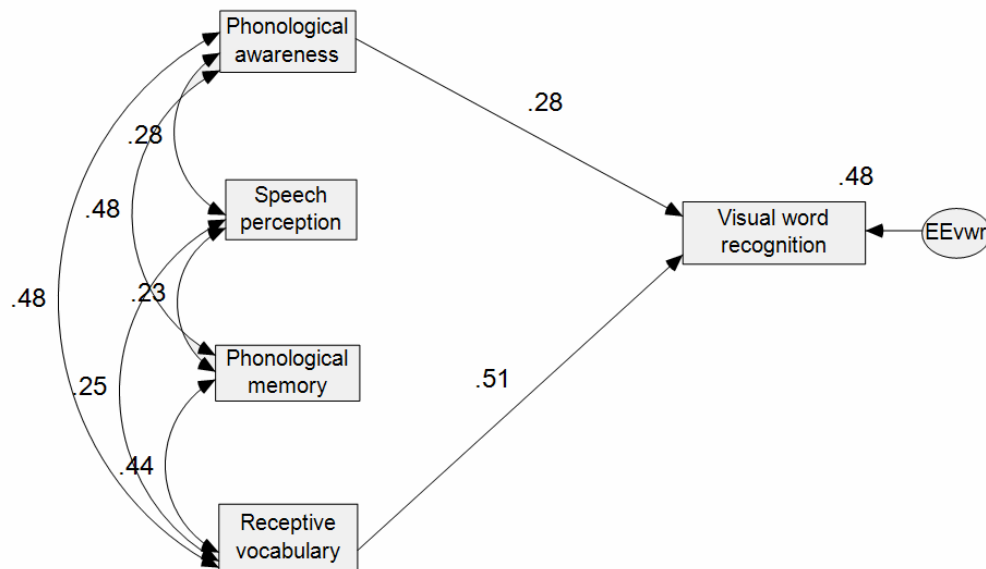 Phonological
awareness
.28
.28
.48
Speech
perception
.48
Visual word
recognition
EEvwr
.48
.23
Phonological
memory
.25
.51
.44
Receptive
vocabulary